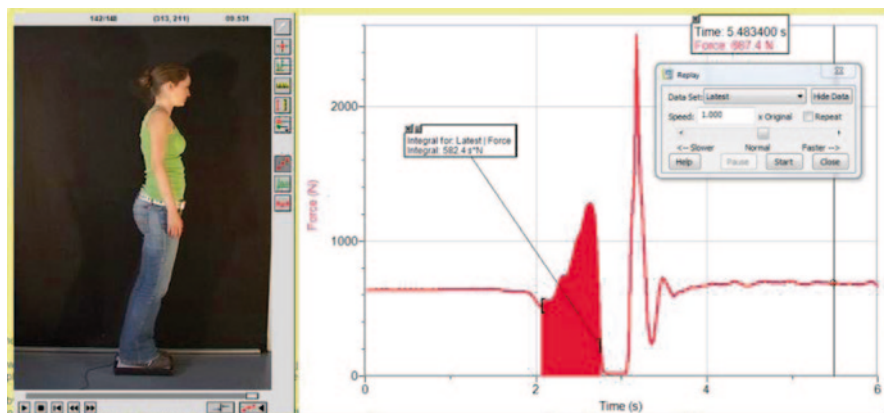 142/148 (313, 211) 09.531
Time: 5.483400 s
Force: 687.4 N
Replay
Data Set: Latest Hide Data
Speed: 1.000 x Original Repeat
<-- Slower Normal Faster -->
Help Pause Start Close
Integral for: Latest | Force
Integral: 582.4 s*N
Force (N)
2000
1000
0
0 2 4 6
Time (s)